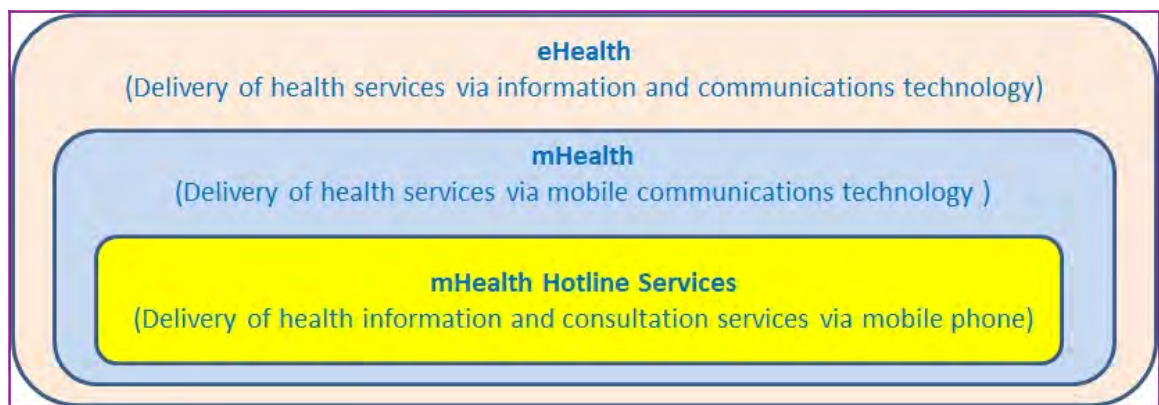 eHealth
(Delivery of health services via information and communications technology)
mHealth
(Delivery of health services via mobile communications technology )
mHealth Hotline Services
(Delivery of health information and consultation services via mobile phone)